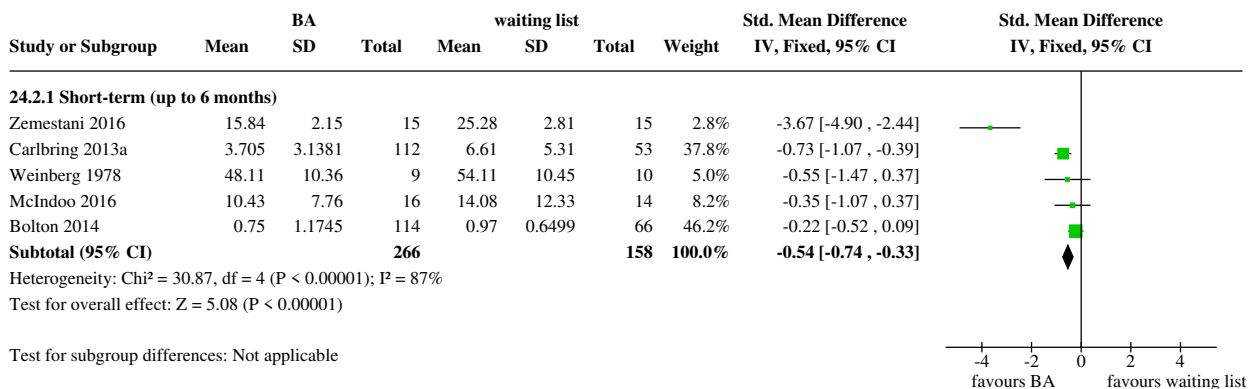 BA waiting list Std. Mean Difference Std. Mean Difference
Study or Subgroup Mean SD Total Mean SD Total Weight IV, Fixed, 95% CI IV, Fixed, 95% CI
24.2.1 Short-term (up to 6 months)
Zemestani 2016 15.84 2.15 15 25.28 2.81 15 2.8% -3.67 [-4.90 , -2.44]
Carlbring 2013a 3.705 3.1381 112 6.61 5.31 53 37.8% -0.73 [-1.07 , -0.39]
Weinberg 1978 48.11 10.36 9 54.11 10.45 10 5.0% -0.55 [-1.47 , 0.37]
McIndoo 2016 10.43 7.76 16 14.08 12.33 14 8.2% -0.35 [-1.07 , 0.37]
Bolton 2014 0.75 1.1745 114 0.97 0.6499 66 46.2% -0.22 [-0.52 , 0.09]
Subtotal (95% CI) 266 158 100.0% -0.54 [-0.74 , -0.33]
Heterogeneity: Chi² = 30.87, df = 4 (P < 0.00001); I² = 87%
Test for overall effect: Z = 5.08 (P < 0.00001)
Test for subgroup differences: Not applicable
-4 -2 0 2 4
favours BA favours waiting list